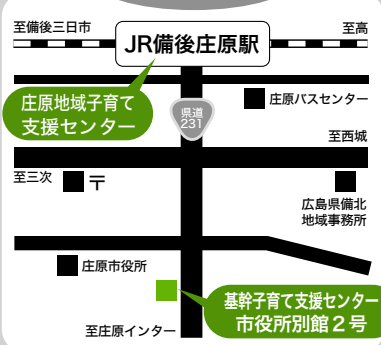 至備後三日市
至高
JR備後庄原駅
庄原地域子育て
支援センター
県道
231
庄原バスセンター
至西城
至三次
〒
広島県備北
地域事務所
庄原市役所
基幹子育て支援センター
市役所別館2号
至庄原インター